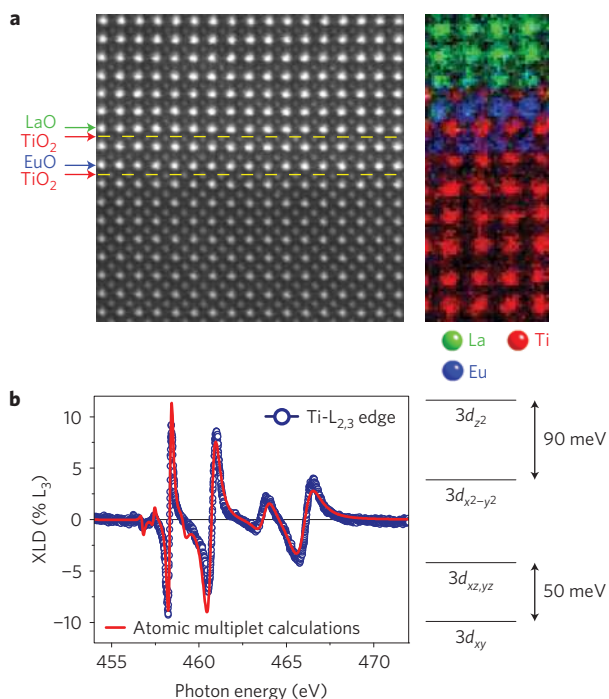 a
LaO
TiO2
EuO
TiO2
La
Ti
Eu
b
XLD (% L3)
10
5
0
−5
−10
455
460
465
470
Photon energy (eV)
Ti-L2,3 edge
Atomic multiplet calculations
3dz2
90 meV
3dx2−y2
3dxz,yz
50 meV
3dxy